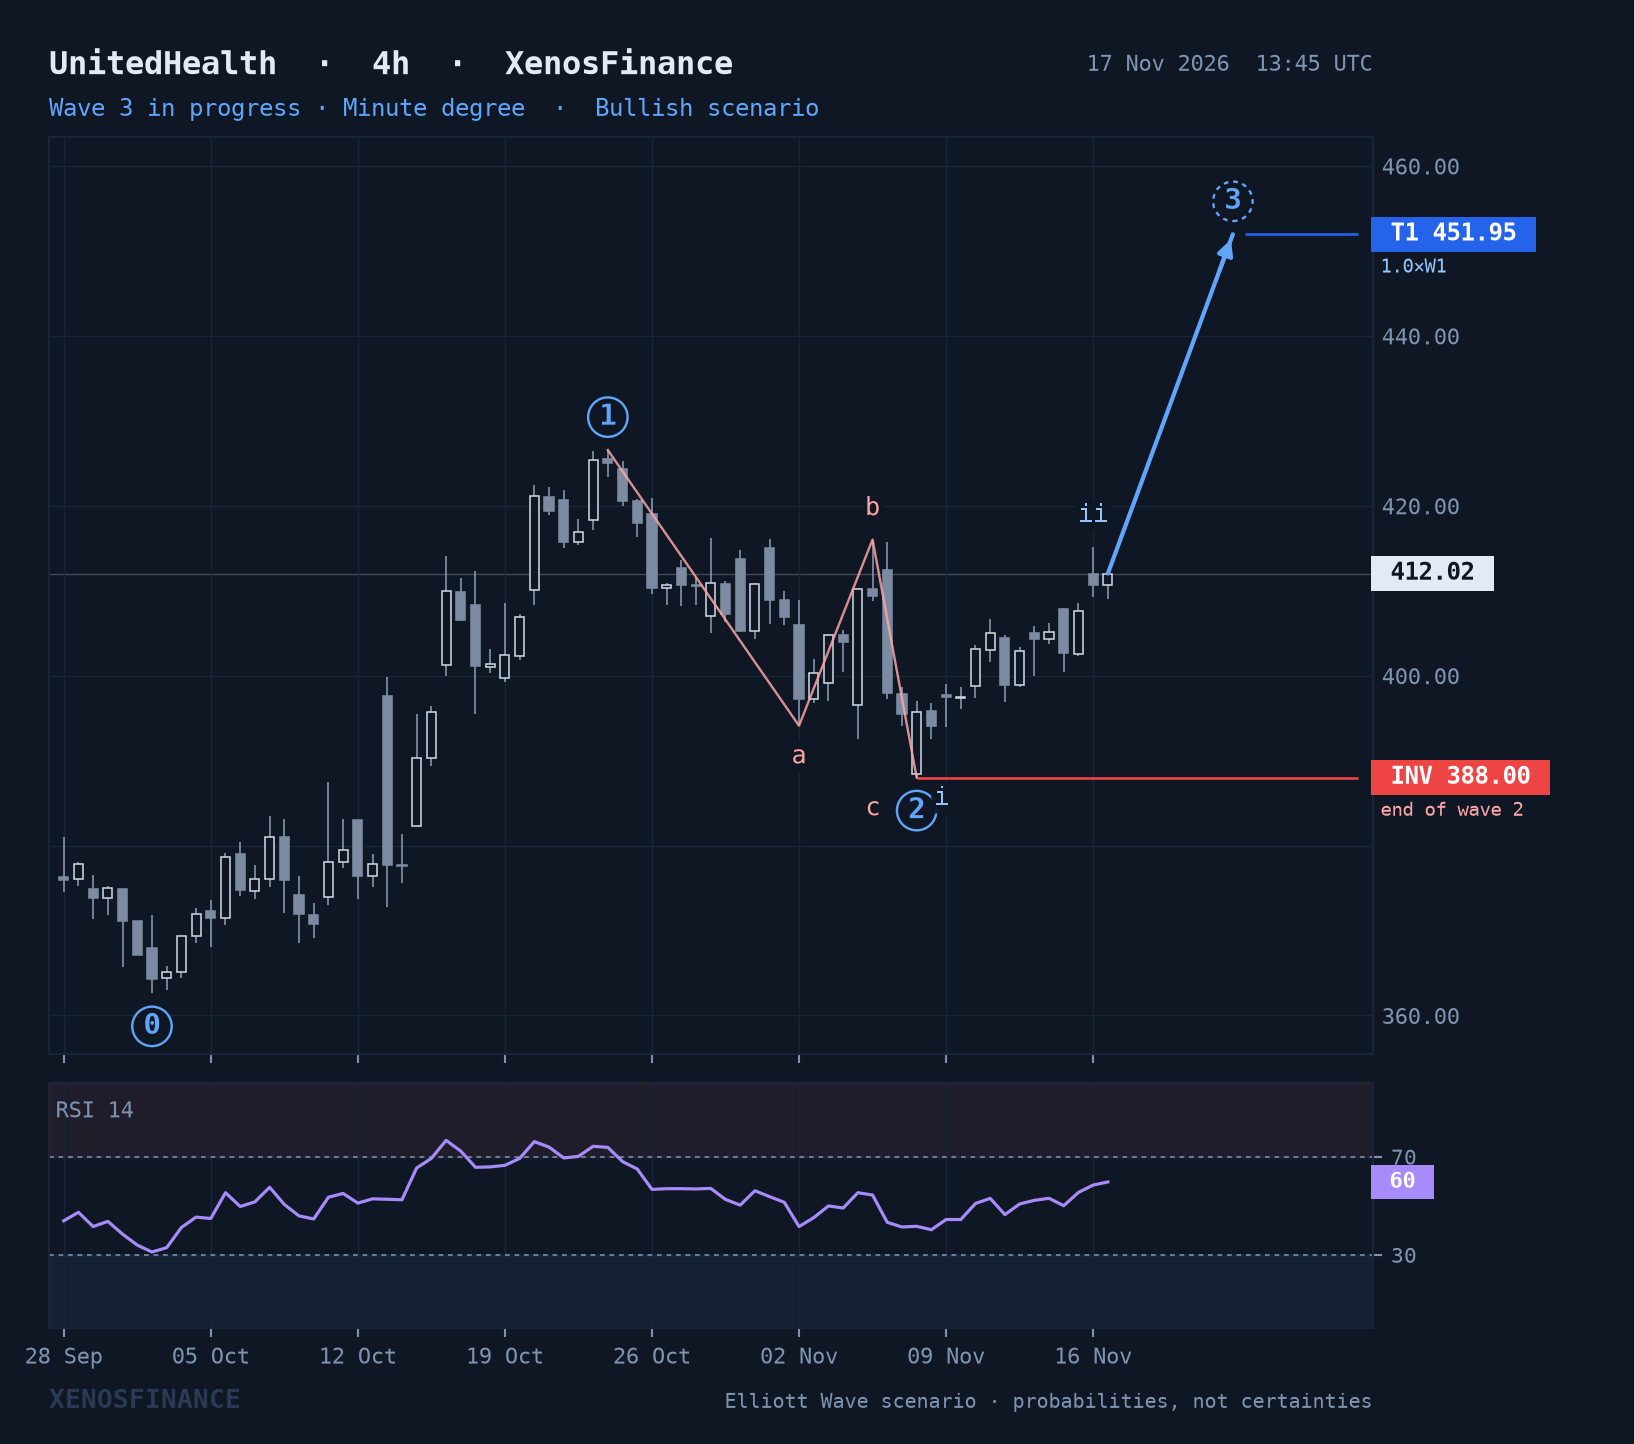 UnitedHealth · 4h · XenosFinance
17 Nov 2026 13:45 UTC
Wave 3 in progress · Minute degree · Bullish scenario
460.00
3
T1 451.95
1.0×W1
440.00
1
420.00
b
ii
412.02
400.00
a
INV 388.00
c
2
i
end of wave 2
360.00
0
RSI 14
70
60
30
28 Sep
05 Oct
12 Oct
19 Oct
26 Oct
02 Nov
09 Nov
16 Nov
XENOSFINANCE
Elliott Wave scenario · probabilities, not certainties